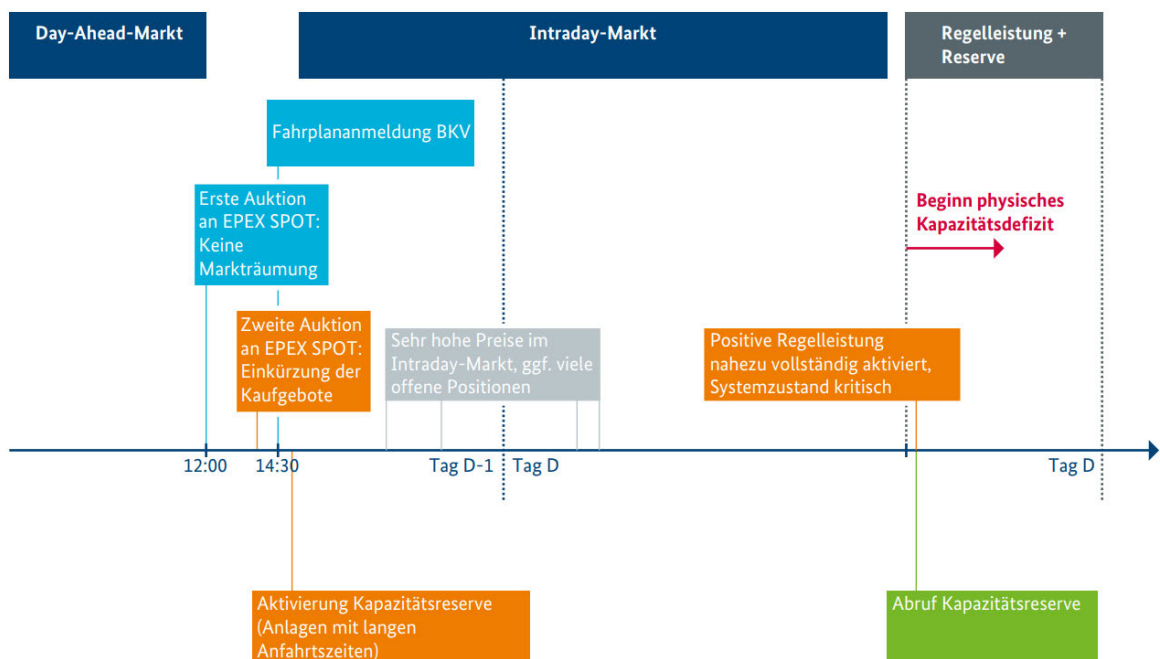 Day-Ahead-Markt
Intraday-Markt
Regelleistung +
Reserve
Fahrplananmeldung BKV
Erste Auktion
an EPEX SPOT:
Keine
Markträumung
Beginn physisches
Kapazitätsdefizit
Zweite Auktion
an EPEX SPOT:
Einkürzung der
Kaufgebote
Sehr hohe Preise im
Intraday-Markt, ggf. viele
offene Positionen
Positive Regelleistung
nahezu vollständig aktiviert,
Systemzustand kritisch
12:00
14:30
Tag D-1
Tag D
Tag D
Aktivierung Kapazitätsreserve
(Anlagen mit langen
Anfahrtszeiten)
Abruf Kapazitätsreserve